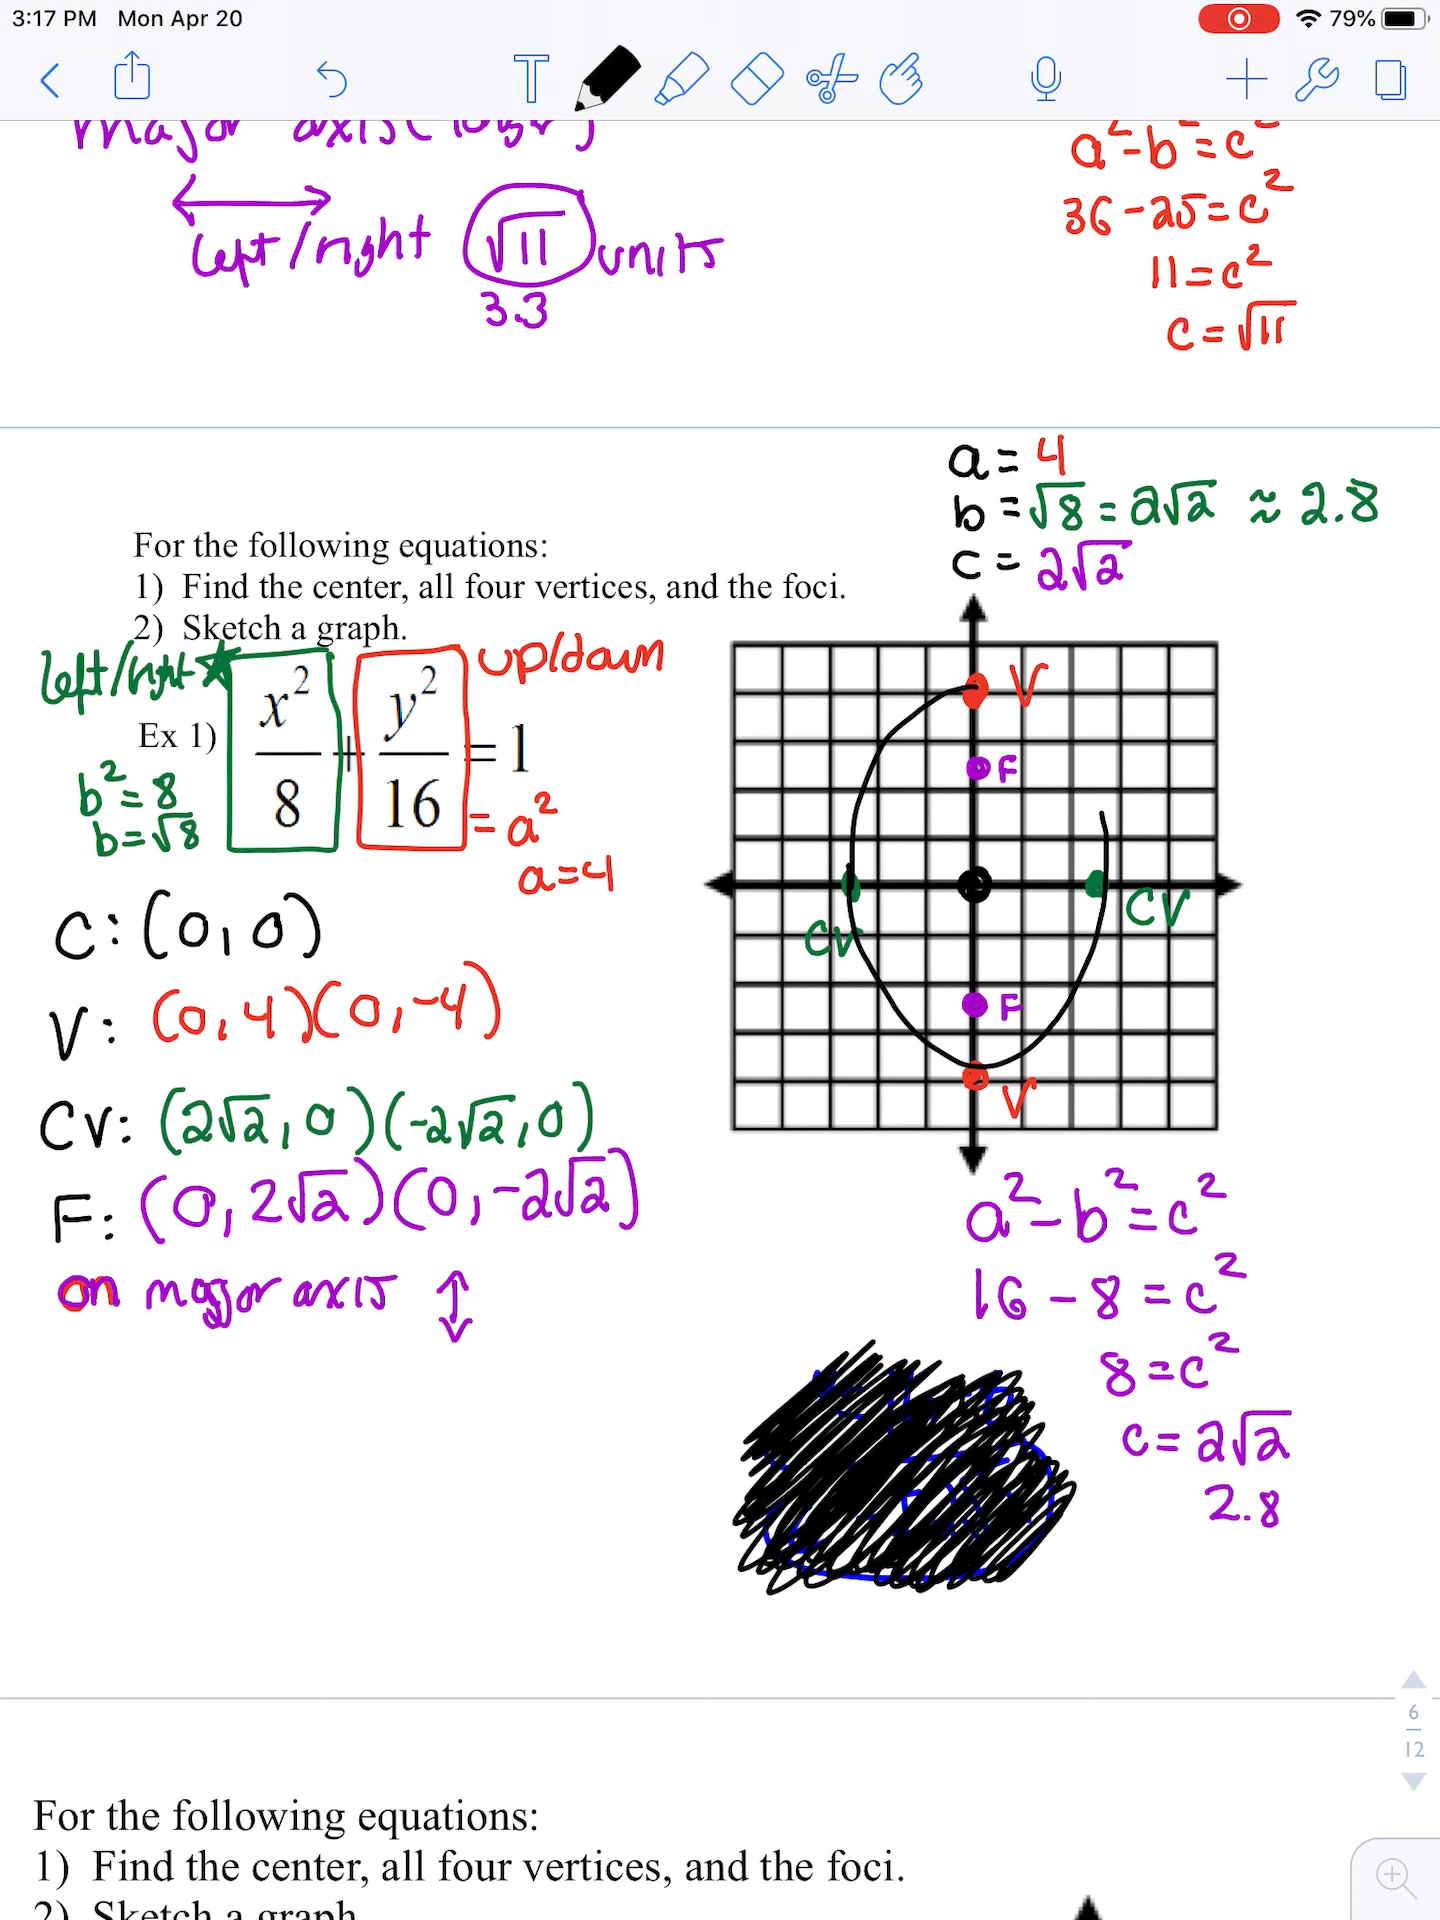 3:17 PM Mon Apr 20
79%
T
major axis
left/right √11 units
3.3
a²-b²=c²
36-25=c²
11=c²
c=√11
a=4
b=√8=2√2≈2.8
c=2√2
For the following equations:
1) Find the center, all four vertices, and the foci.
2) Sketch a graph.
left/right
up/down
Ex 1) x²/8 + y²/16 = 1
b²=8
b=√8
=a²
a=4
C:(0,0)
V: (0,4)(0,-4)
CV: (2√2,0)(-2√2,0)
F: (0,2√2)(0,-2√2)
on major axis
V
F
CV
CV
F
V
a²-b²=c²
16-8=c²
8=c²
c=2√2
2.8
6
12
For the following equations:
1) Find the center, all four vertices, and the foci.
2) Sketch a graph